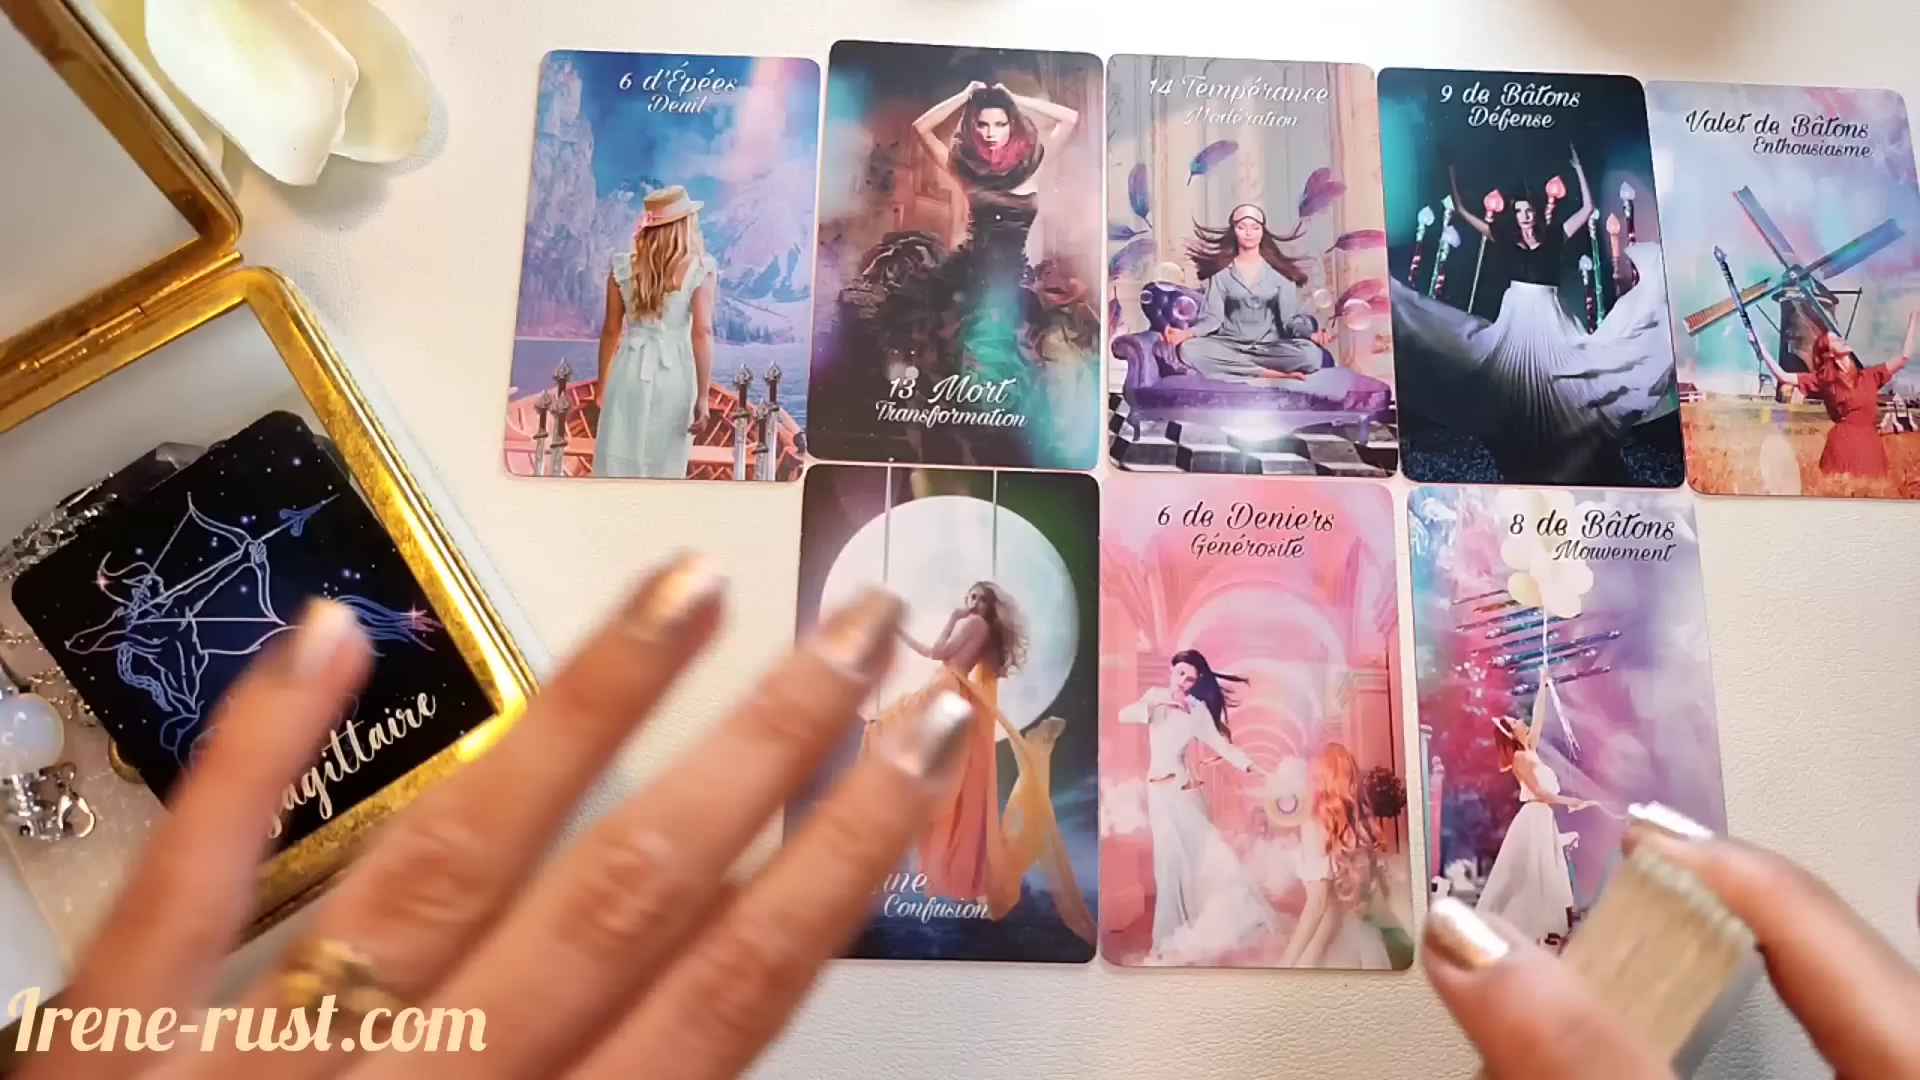 6 d'Épées
Deuil
13 Mort
Transformation
14 Tempérance
Modération
9 de Bâtons
Défense
Valet de Bâtons
Enthousiasme
Confusion
6 de Deniers
Générosité
8 de Bâtons
Mouvement
Sagittaire
Irene-rust.com